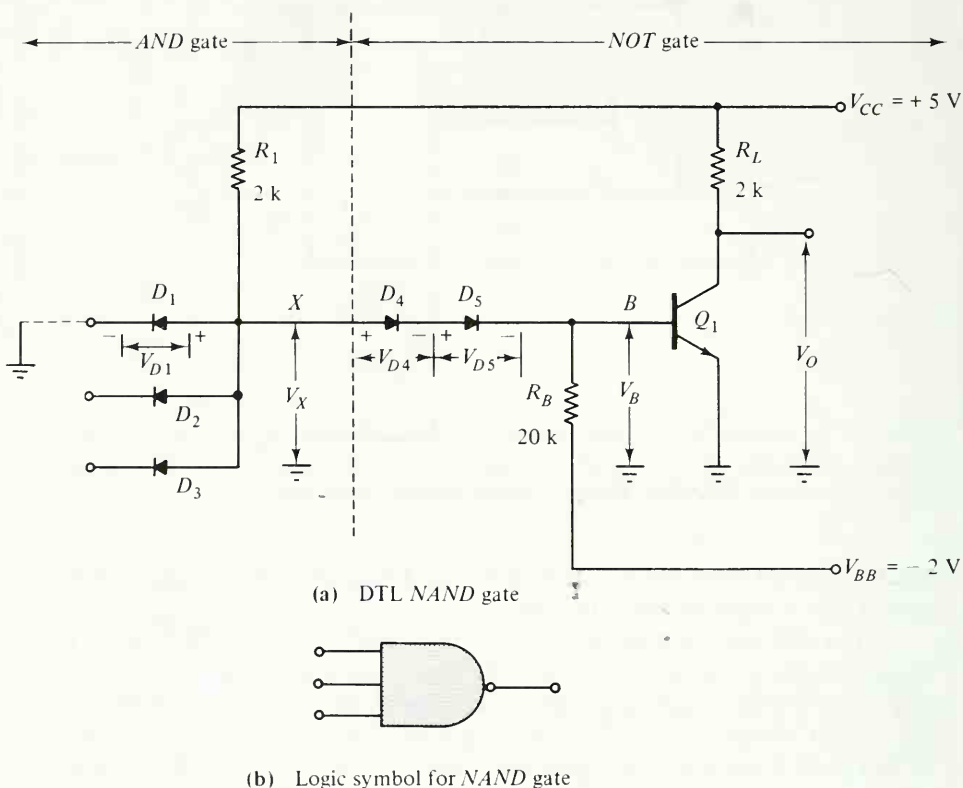 AND gate
NOT gate
V_CC = + 5 V
R_1
2 k
R_L
2 k
D_1
X
D_4
D_5
B
Q_1
− +
+ − + −
V_D1
V_D4
V_D5
V_X
R_B
V_B
V_O
D_2
20 k
D_3
V_BB = − 2 V
(a) DTL NAND gate
(b) Logic symbol for NAND gate